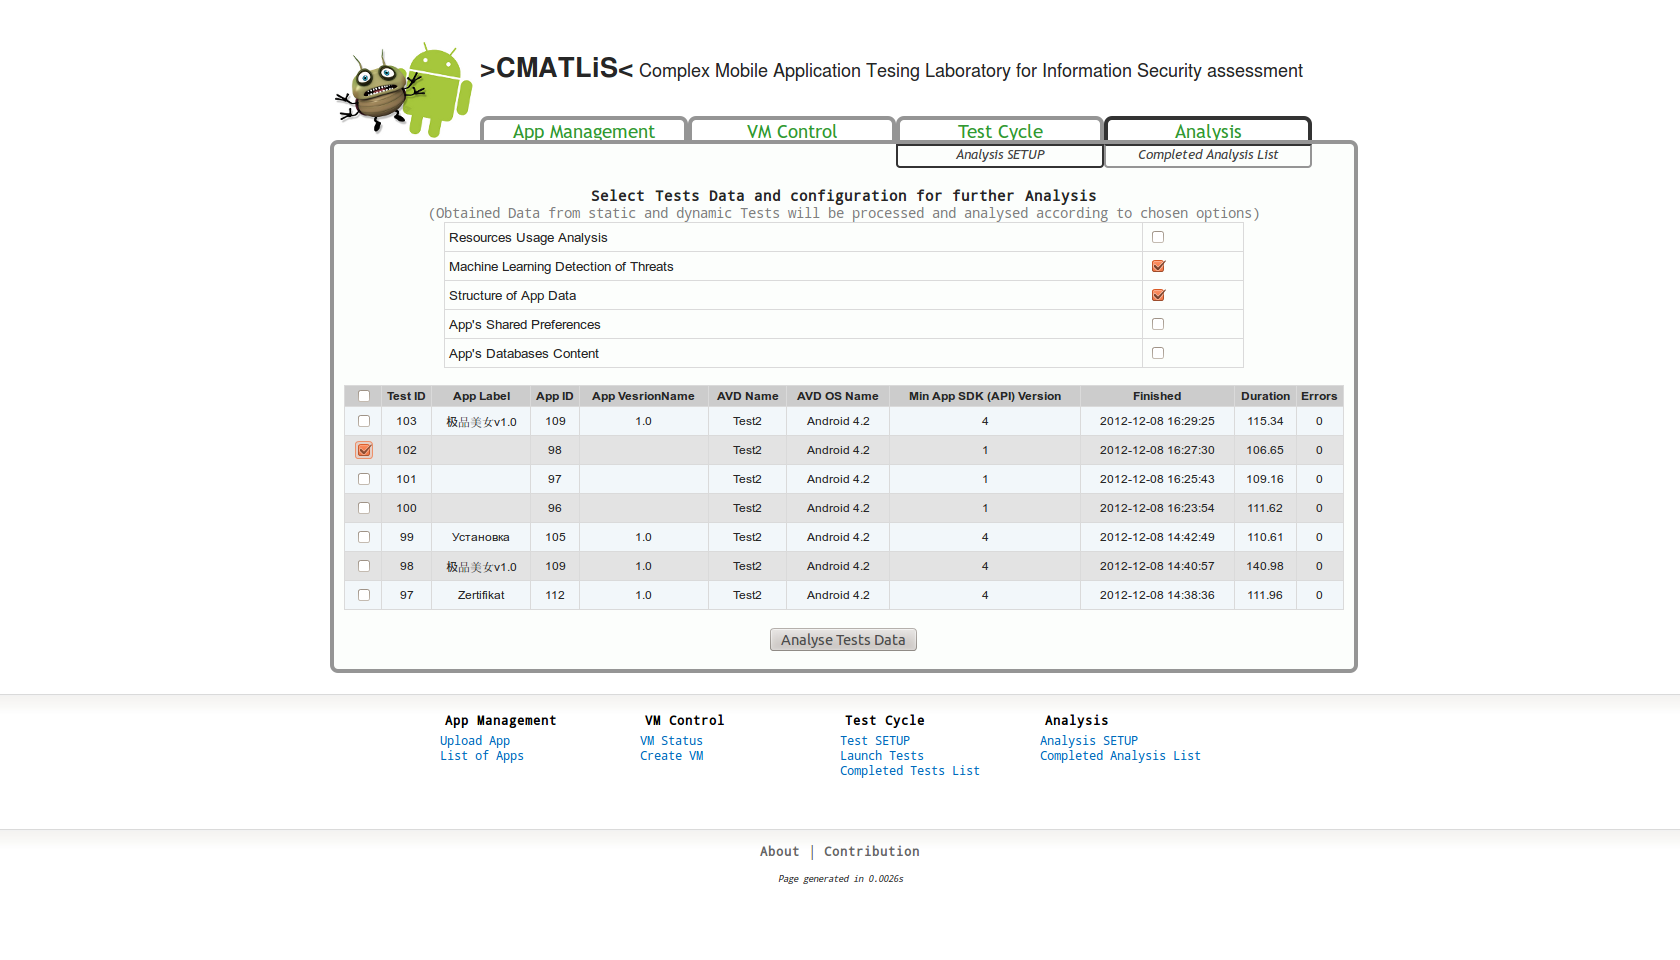 >CMATLiS< Complex Mobile Application Tesing Laboratory for Information Security assessment
App Management VM Control Test Cycle Analysis
Analysis SETUP Completed Analysis List
Select Tests Data and configuration for further Analysis
(Obtained Data from static and dynamic Tests will be processed and analysed according to chosen options)
Resources Usage Analysis
Machine Learning Detection of Threats
Structure of App Data
App's Shared Preferences
App's Databases Content
Test ID App Label App ID App VesrionName AVD Name AVD OS Name Min App SDK (API) Version Finished Duration Errors
103 极品美女v1.0 109 1.0 Test2 Android 4.2 4 2012-12-08 16:29:25 115.34 0
102 98 Test2 Android 4.2 1 2012-12-08 16:27:30 106.65 0
101 97 Test2 Android 4.2 1 2012-12-08 16:25:43 109.16 0
100 96 Test2 Android 4.2 1 2012-12-08 16:23:54 111.62 0
99 Установка 105 1.0 Test2 Android 4.2 4 2012-12-08 14:42:49 110.61 0
98 极品美女v1.0 109 1.0 Test2 Android 4.2 4 2012-12-08 14:40:57 140.98 0
97 Zertifikat 112 1.0 Test2 Android 4.2 4 2012-12-08 14:38:36 111.96 0
Analyse Tests Data
App Management VM Control Test Cycle Analysis
Upload App VM Status Test SETUP Analysis SETUP
List of Apps Create VM Launch Tests Completed Analysis List
Completed Tests List
About | Contribution
Page generated in 0.0026s